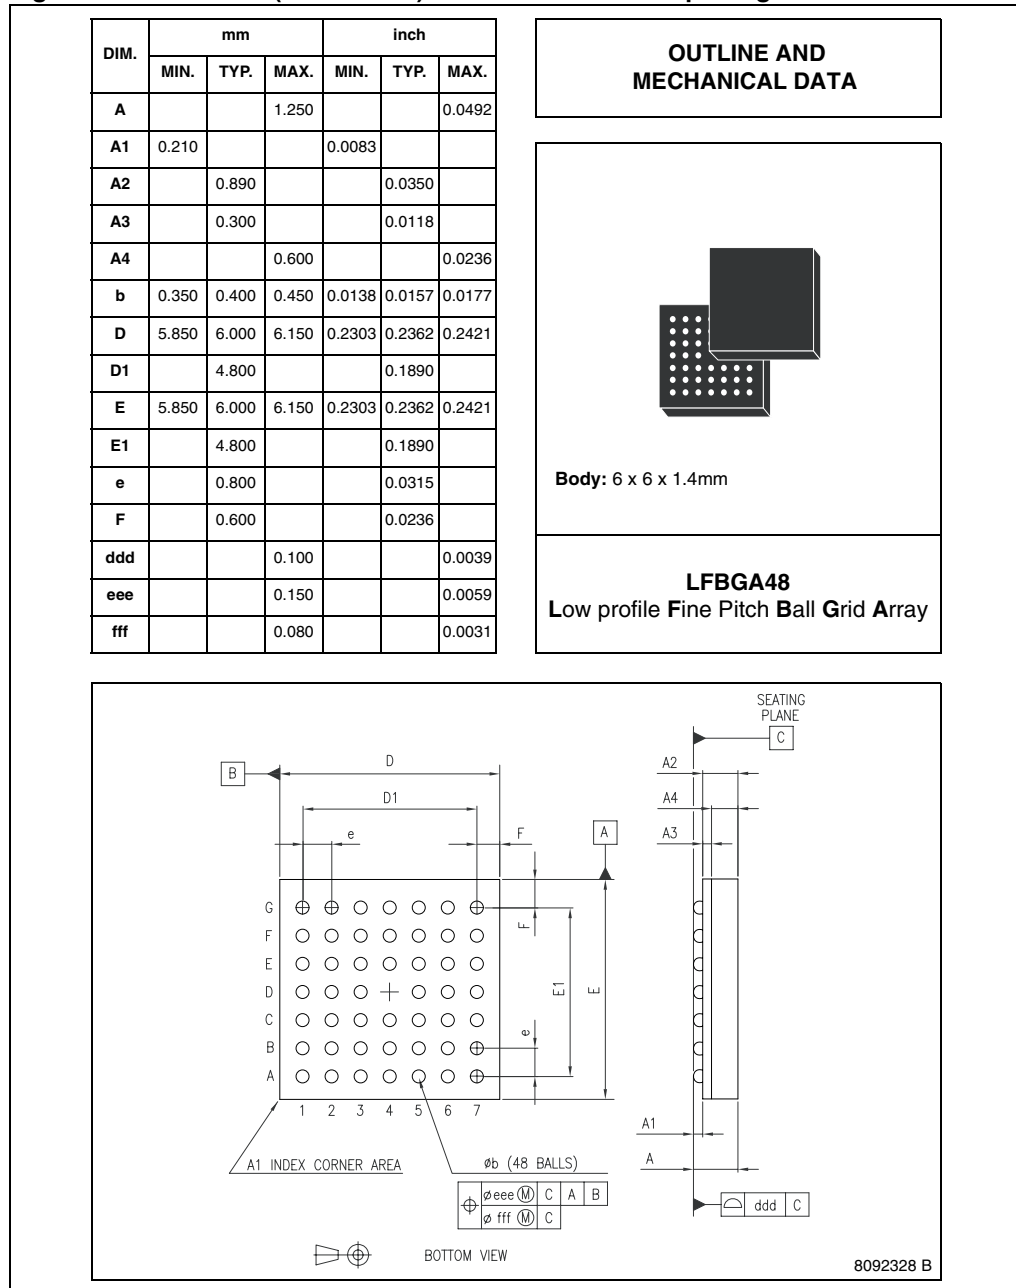 DIM. mm inch
MIN. TYP. MAX. MIN. TYP. MAX.
A 1.250 0.0492
A1 0.210 0.0083
A2 0.890 0.0350
A3 0.300 0.0118
A4 0.600 0.0236
b 0.350 0.400 0.450 0.0138 0.0157 0.0177
D 5.850 6.000 6.150 0.2303 0.2362 0.2421
D1 4.800 0.1890
E 5.850 6.000 6.150 0.2303 0.2362 0.2421
E1 4.800 0.1890
e 0.800 0.0315
F 0.600 0.0236
ddd 0.100 0.0039
eee 0.150 0.0059
fff 0.080 0.0031
OUTLINE AND
MECHANICAL DATA
Body: 6 x 6 x 1.4mm
LFBGA48
Low profile Fine Pitch Ball Grid Array
SEATING
PLANE
C
B
D
A2
D1
A4
e
F
A
A3
G
F
F
E
D
E1
E
C
B
e
A
1 2 3 4 5 6 7
A1
A1 INDEX CORNER AREA
øb (48 BALLS)
A
ø eee Ⓜ C A B
ø fff Ⓜ C
ddd C
BOTTOM VIEW
8092328 B